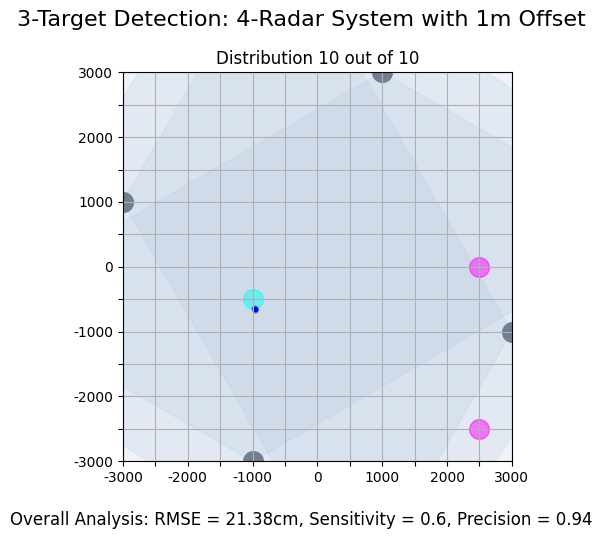 3-Target Detection: 4-Radar System with 1m Offset
Distribution 10 out of 10
3000
2000
1000
0
-1000
-2000
-3000
-3000 -2000 -1000 0 1000 2000 3000
Overall Analysis: RMSE = 21.38cm, Sensitivity = 0.6, Precision = 0.94